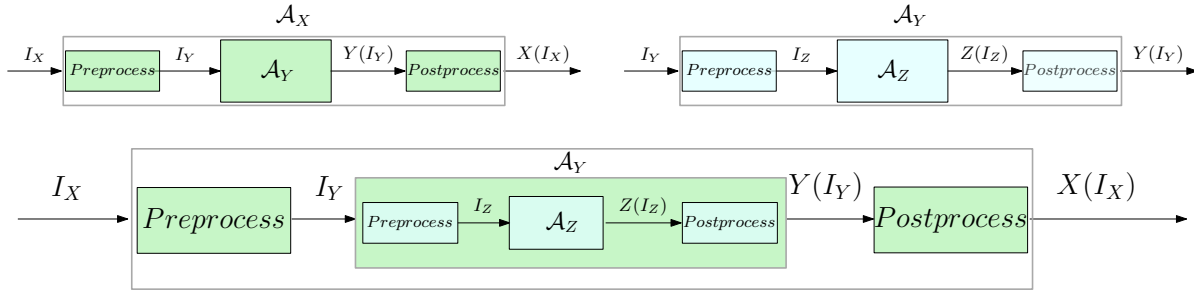 𝒜_X 𝒜_Y
I_X Preprocess I_Y 𝒜_Y Y(I_Y) Postprocess X(I_X)
I_Y Preprocess I_Z 𝒜_Z Z(I_Z) Postprocess Y(I_Y)
𝒜_Y
I_X Preprocess I_Y Preprocess I_Z 𝒜_Z Z(I_Z) Postprocess Y(I_Y) Postprocess X(I_X)